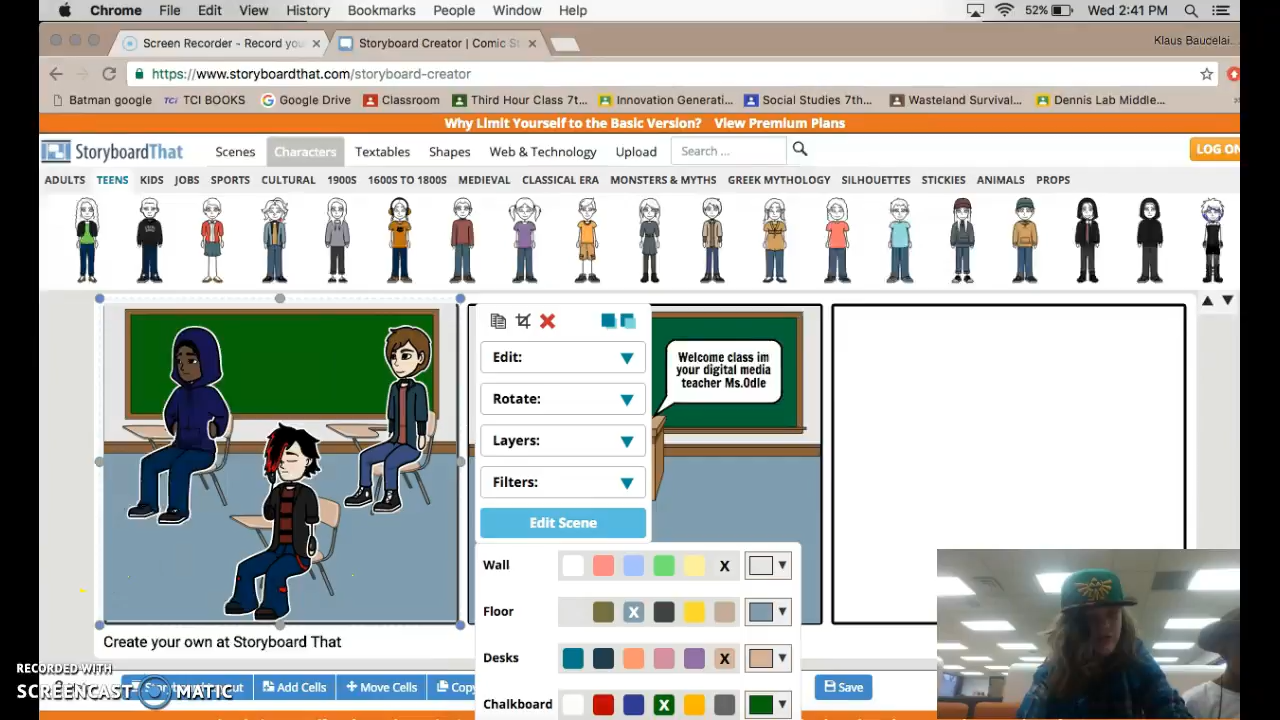 Chrome File Edit View History Bookmarks People Window Help 52% Wed 2:41 PM
Screen Recorder - Record you Storyboard Creator | Comic St Klaus Baudelai...
https://www.storyboardthat.com/storyboard-creator
Batman google TCI TCI BOOKS Google Drive Classroom Third Hour Class 7t... Innovation Generati... Social Studies 7th... Wasteland Survival... Dennis Lab Middle...
Why Limit Yourself to the Basic Version? View Premium Plans
StoryboardThat Scenes Characters Textables Shapes Web & Technology Upload Search ... LOG ON
ADULTS TEENS KIDS JOBS SPORTS CULTURAL 1900S 1600S TO 1800S MEDIEVAL CLASSICAL ERA MONSTERS & MYTHS GREEK MYTHOLOGY SILHOUETTES STICKIES ANIMALS PROPS
Edit:
Rotate:
Layers:
Filters:
Edit Scene
Welcome class im
your digital media
teacher Ms.Odle
Wall X
Floor X
Desks X
Chalkboard X
Create your own at Storyboard That
Add Cells Move Cells Copy Save
RECORDED WITH
SCREENCAST MATIC